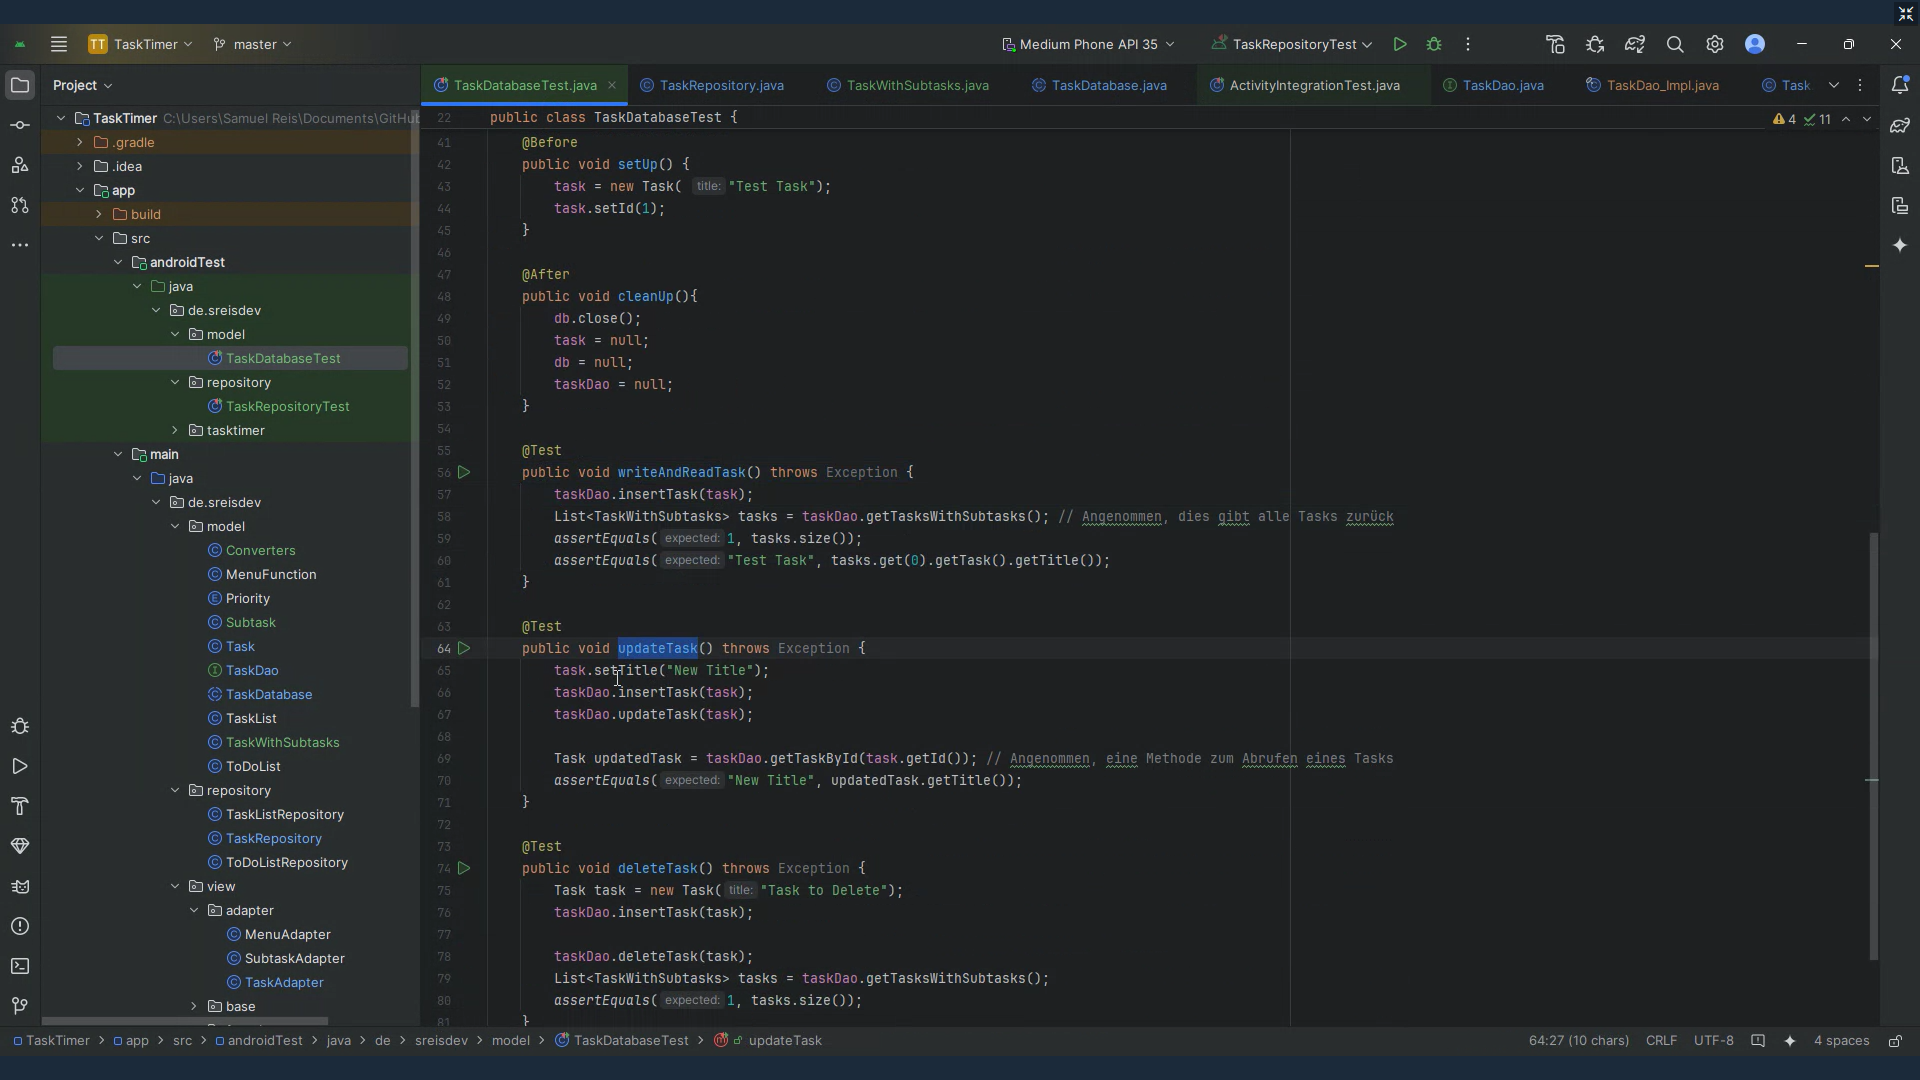 TT TaskTimer master Medium Phone API 35 TaskRepositoryTest
Project
TaskDatabaseTest.java TaskRepository.java TaskWithSubtasks.java TaskDatabase.java ActivityIntegrationTest.java TaskDao.java TaskDao_Impl.java Task
TaskTimer C:\Users\Samuel Reis\Documents\GitHub
.gradle
.idea
app
build
src
androidTest
java
de.sreisdev
model
TaskDatabaseTest
repository
TaskRepositoryTest
tasktimer
main
java
de.sreisdev
model
Converters
MenuFunction
Priority
Subtask
Task
TaskDao
TaskDatabase
TaskList
TaskWithSubtasks
ToDoList
repository
TaskListRepository
TaskRepository
ToDoListRepository
view
adapter
MenuAdapter
SubtaskAdapter
TaskAdapter
base
22 public class TaskDatabaseTest { 4 11
41 @Before
42 public void setUp() {
43 task = new Task( title: "Test Task");
44 task.setId(1);
45 }
46
47 @After
48 public void cleanUp(){
49 db.close();
50 task = null;
51 db = null;
52 taskDao = null;
53 }
54
55 @Test
56 public void writeAndReadTask() throws Exception {
57 taskDao.insertTask(task);
58 List<TaskWithSubtasks> tasks = taskDao.getTasksWithSubtasks(); // Angenommen, dies gibt alle Tasks zurück
59 assertEquals( expected: 1, tasks.size());
60 assertEquals( expected: "Test Task", tasks.get(0).getTask().getTitle());
61 }
62
63 @Test
64 public void updateTask() throws Exception {
65 task.setTitle("New Title");
66 taskDao.insertTask(task);
67 taskDao.updateTask(task);
68
69 Task updatedTask = taskDao.getTaskById(task.getId()); // Angenommen, eine Methode zum Abrufen eines Tasks
70 assertEquals( expected: "New Title", updatedTask.getTitle());
71 }
72
73 @Test
74 public void deleteTask() throws Exception {
75 Task task = new Task( title: "Task to Delete");
76 taskDao.insertTask(task);
77
78 taskDao.deleteTask(task);
79 List<TaskWithSubtasks> tasks = taskDao.getTasksWithSubtasks();
80 assertEquals( expected: 1, tasks.size());
81 }
TaskTimer > app > src > androidTest > java > de > sreisdev > model > TaskDatabaseTest > updateTask 64:27 (10 chars) CRLF UTF-8 4 spaces